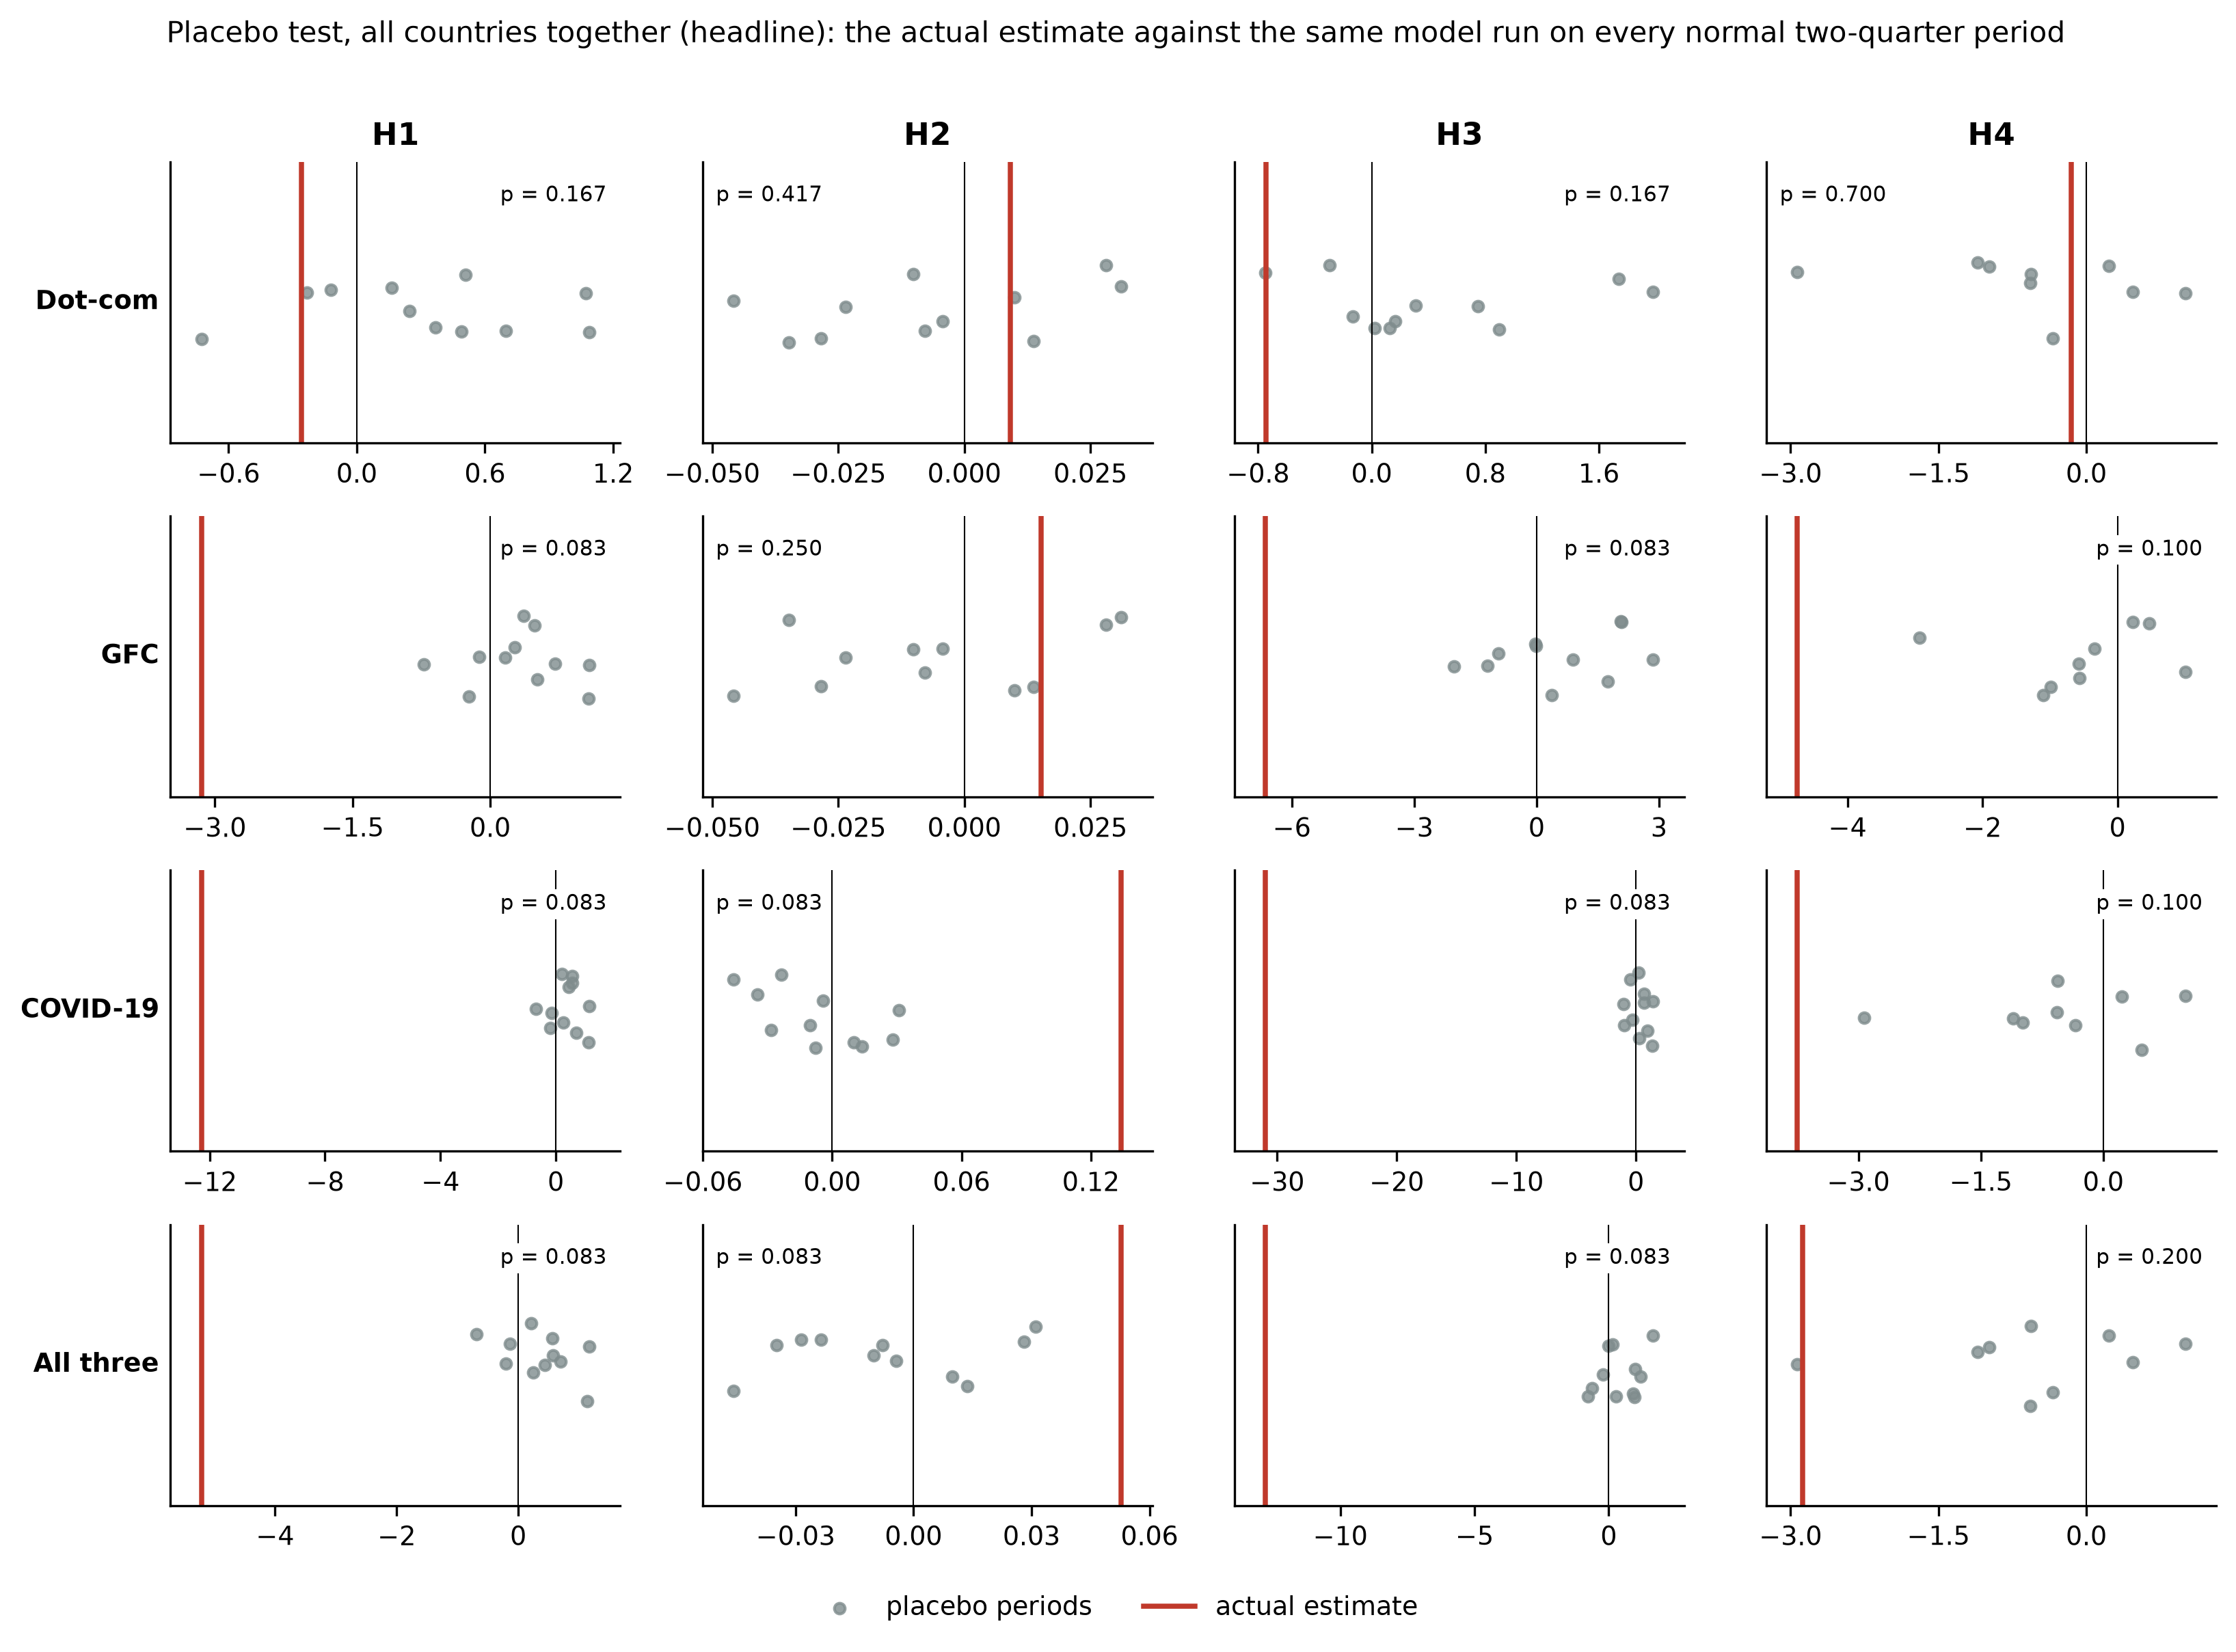 Placebo test, all countries together (headline): the actual estimate against the same model run on every normal two-quarter period
H1
H2
H3
H4
Dot-com
p = 0.167
p = 0.417
p = 0.167
p = 0.700
−0.6 0.0 0.6 1.2
−0.050 −0.025 0.000 0.025
−0.8 0.0 0.8 1.6
−3.0 −1.5 0.0
GFC
p = 0.083
p = 0.250
p = 0.083
p = 0.100
−3.0 −1.5 0.0
−0.050 −0.025 0.000 0.025
−6 −3 0 3
−4 −2 0
COVID-19
p = 0.083
p = 0.083
p = 0.083
p = 0.100
−12 −8 −4 0
−0.06 0.00 0.06 0.12
−30 −20 −10 0
−3.0 −1.5 0.0
All three
p = 0.083
p = 0.083
p = 0.083
p = 0.200
−4 −2 0
−0.03 0.00 0.03 0.06
−10 −5 0
−3.0 −1.5 0.0
placebo periods
actual estimate